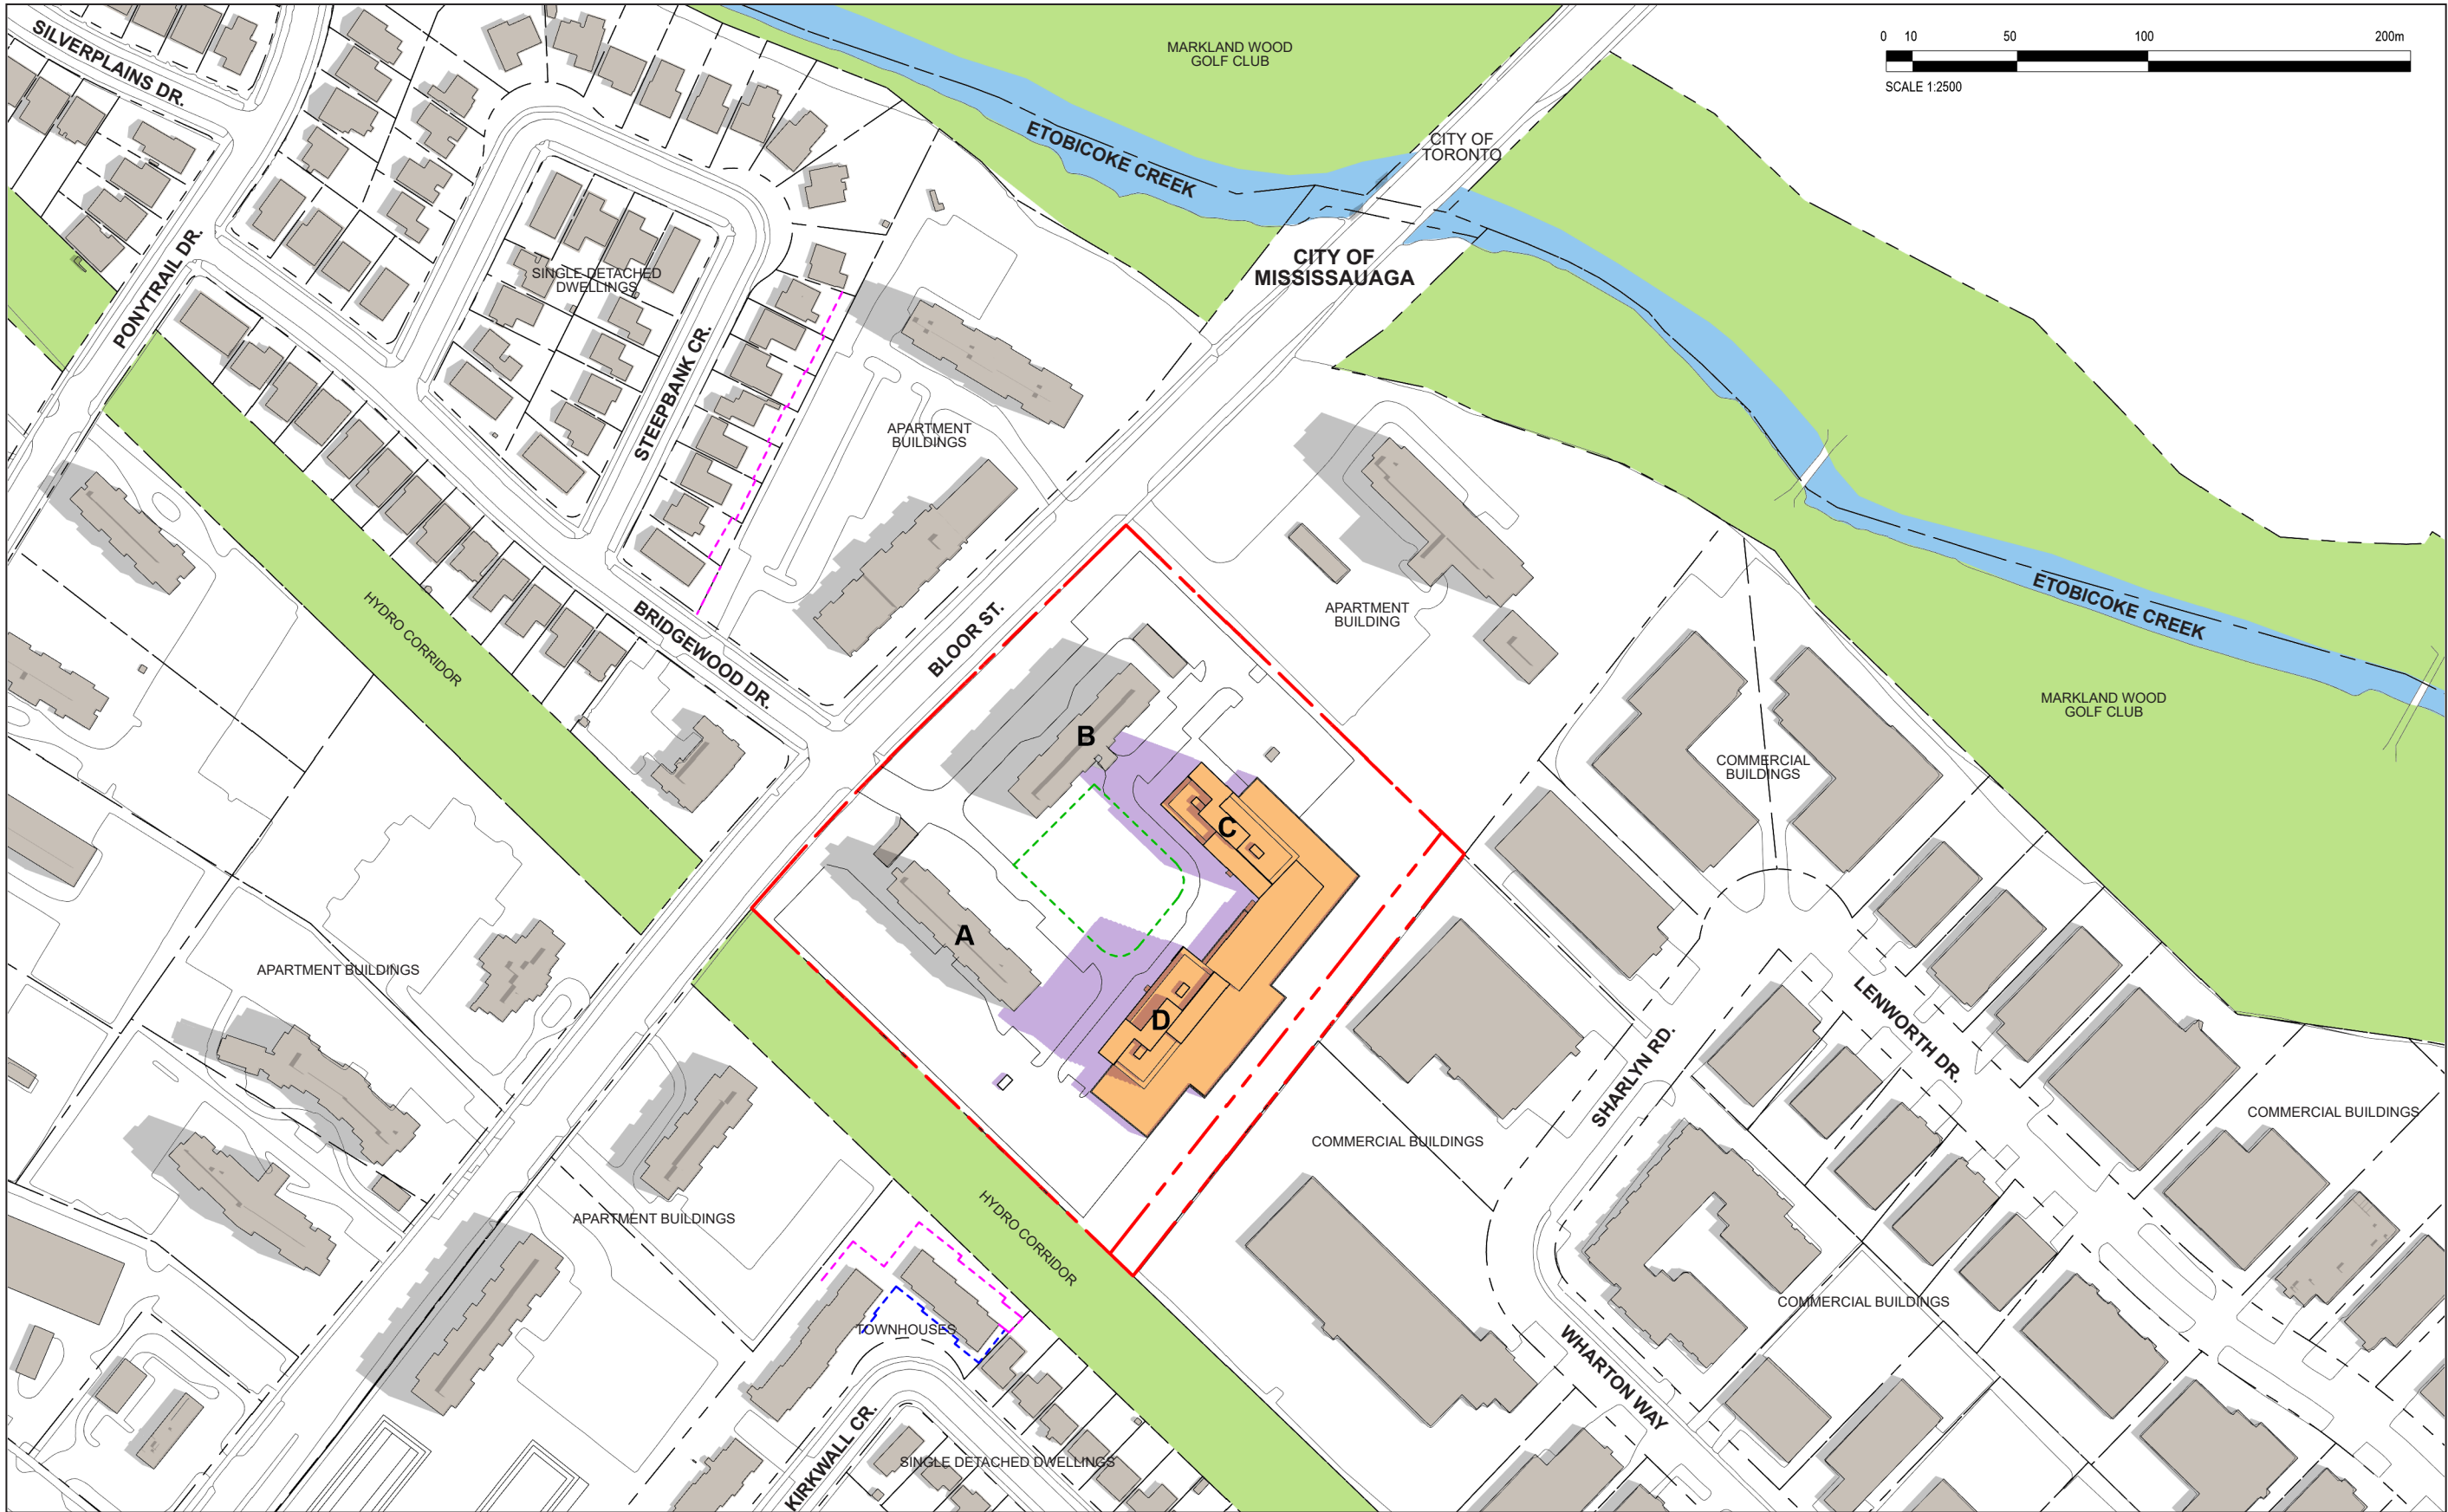 SILVERPLAINS DR.
MARKLAND WOOD
GOLF CLUB
0 10 50 100 200m
SCALE 1:2500
ETOBICOKE CREEK
CITY OF
TORONTO
CITY OF
MISSISSAUAGA
PONYTRAIL DR.
SINGLE DETACHED
DWELLINGS
STEEPBANK CR.
APARTMENT
BUILDINGS
HYDRO CORRIDOR
BRIDGEWOOD DR.
BLOOR ST.
APARTMENT
BUILDING
ETOBICOKE CREEK
MARKLAND WOOD
GOLF CLUB
COMMERCIAL
BUILDINGS
B
C
A
D
APARTMENT BUILDINGS
LENWORTH DR.
SHARLYN RD.
COMMERCIAL BUILDINGS
COMMERCIAL BUILDINGS
APARTMENT BUILDINGS
HYDRO CORRIDOR
COMMERCIAL BUILDINGS
TOWNHOUSES
WHARTON WAY
KIRKWALL CR.
SINGLE DETACHED DWELLINGS